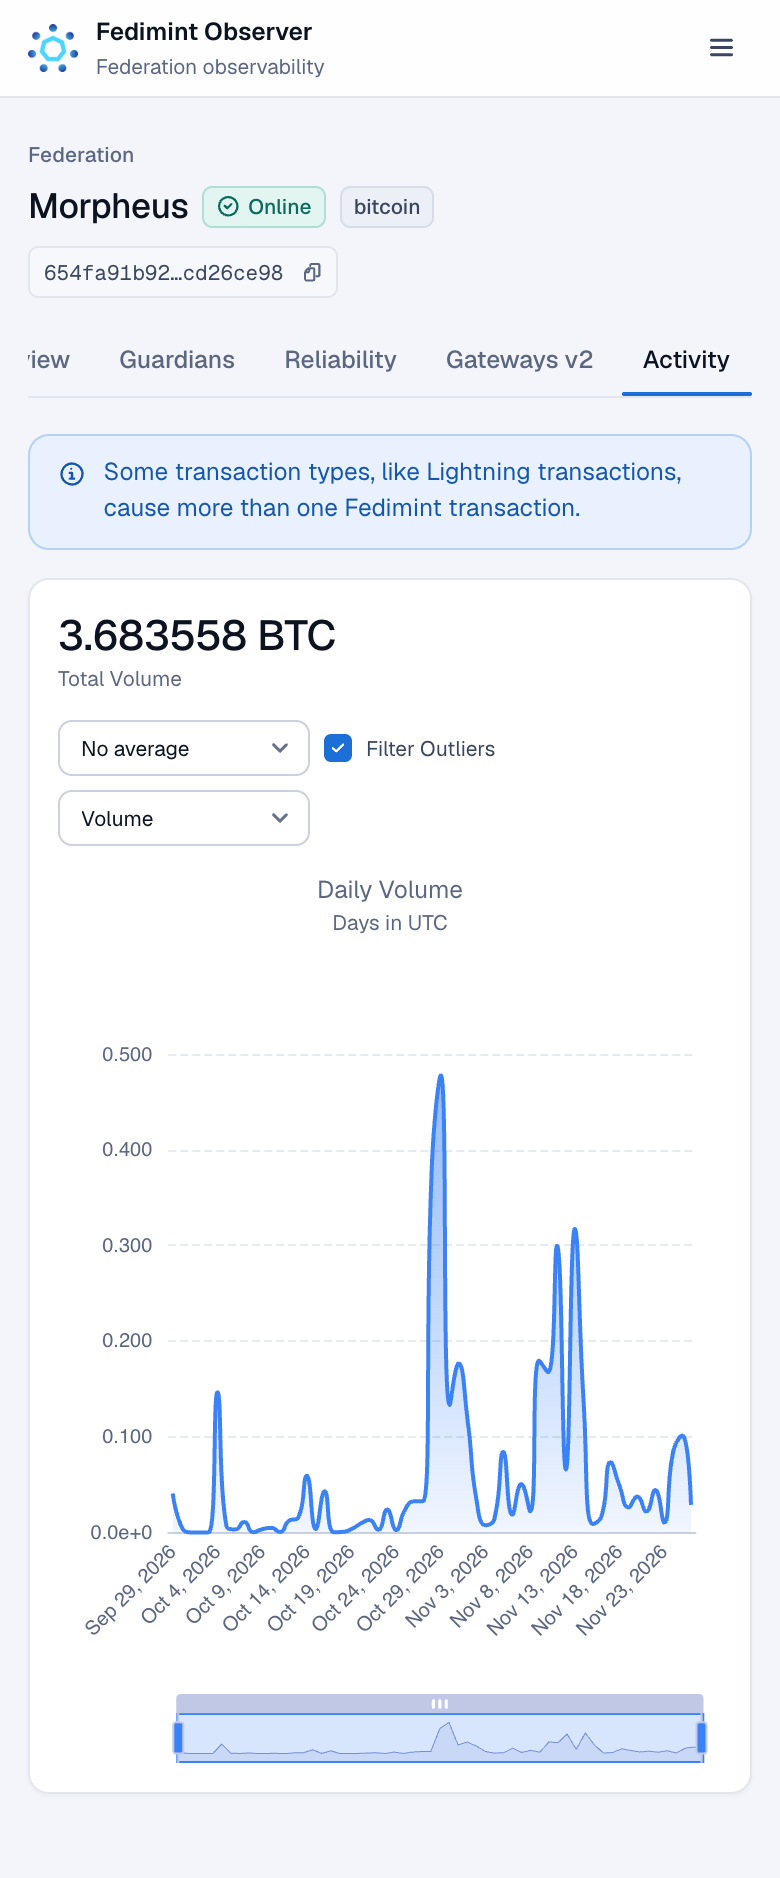 Fedimint Observer
Federation observability
Federation
Morpheus
Online
bitcoin
654fa91b92…cd26ce98
view Guardians Reliability Gateways v2 Activity
Some transaction types, like Lightning transactions,
cause more than one Fedimint transaction.
3.683558 BTC
Total Volume
No average
Filter Outliers
Volume
Daily Volume
Days in UTC
0.500
0.400
0.300
0.200
0.100
0.0e+0
Sep 29, 2026
Oct 4, 2026
Oct 9, 2026
Oct 14, 2026
Oct 19, 2026
Oct 24, 2026
Oct 29, 2026
Nov 3, 2026
Nov 8, 2026
Nov 13, 2026
Nov 18, 2026
Nov 23, 2026